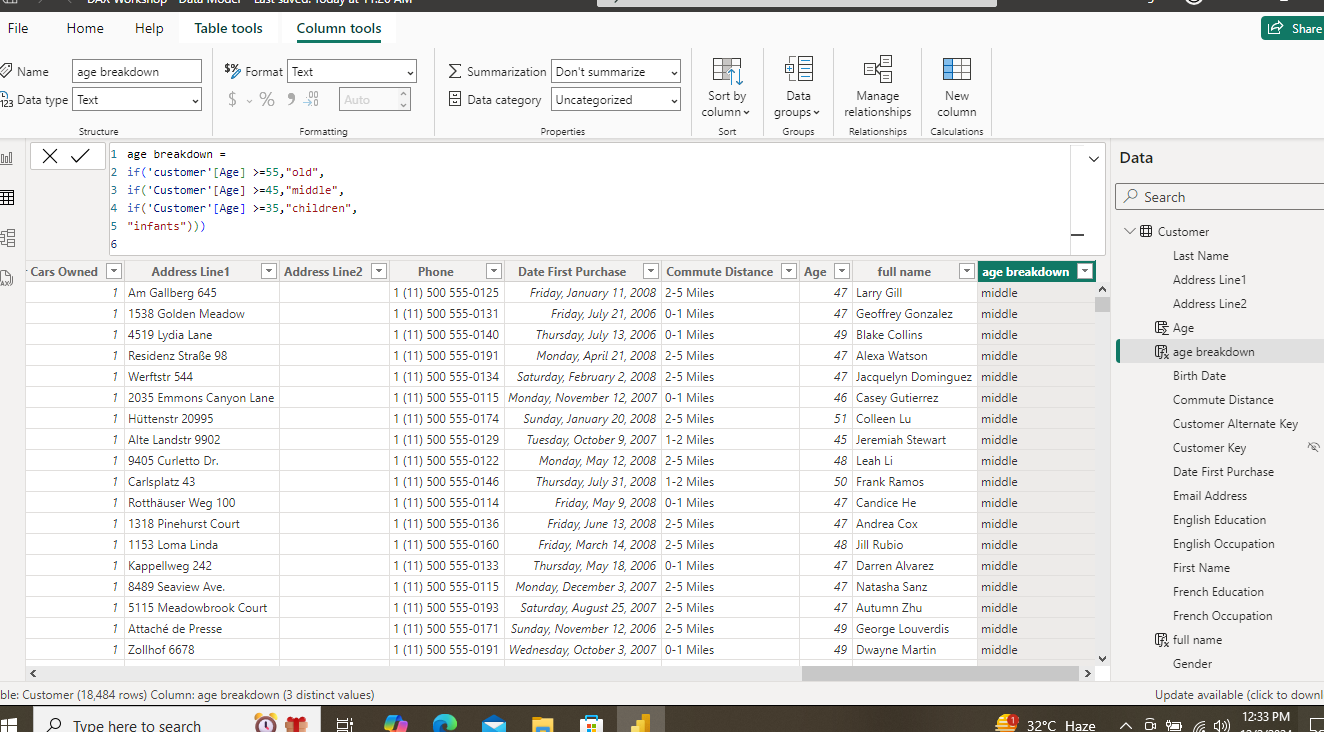 DAX Workshop - Data Model • Last saved: Today at 11:20 AM
File Home Help Table tools Column tools Share
Name age breakdown
$% Format Text
Σ Summarization Don't summarize
123 Data type Text
$ % 9 .00 Auto
Data category Uncategorized
Sort by column
Data groups
Manage relationships
New column
Structure Formatting Properties Sort Groups Relationships Calculations
1 age breakdown =
2 if('customer'[Age] >=55,"old",
3 if('Customer'[Age] >=45,"middle",
4 if('Customer'[Age] >=35,"children",
5 "infants")))
6
Cars Owned Address Line1 Address Line2 Phone Date First Purchase Commute Distance Age full name age breakdown
1 Am Gallberg 645 1 (11) 500 555-0125 Friday, January 11, 2008 2-5 Miles 47 Larry Gill middle
1 1538 Golden Meadow 1 (11) 500 555-0131 Friday, July 21, 2006 0-1 Miles 47 Geoffrey Gonzalez middle
1 4519 Lydia Lane 1 (11) 500 555-0140 Thursday, July 13, 2006 0-1 Miles 49 Blake Collins middle
1 Residenz Straße 98 1 (11) 500 555-0191 Monday, April 21, 2008 2-5 Miles 47 Alexa Watson middle
1 Werftstr 544 1 (11) 500 555-0134 Saturday, February 2, 2008 2-5 Miles 47 Jacquelyn Dominguez middle
1 2035 Emmons Canyon Lane 1 (11) 500 555-0115 Monday, November 12, 2007 0-1 Miles 46 Casey Gutierrez middle
1 Hüttenstr 20995 1 (11) 500 555-0174 Sunday, January 20, 2008 2-5 Miles 51 Colleen Lu middle
1 Alte Landstr 9902 1 (11) 500 555-0129 Tuesday, October 9, 2007 1-2 Miles 45 Jeremiah Stewart middle
1 9405 Curletto Dr. 1 (11) 500 555-0122 Monday, May 12, 2008 2-5 Miles 48 Leah Li middle
1 Carlsplatz 43 1 (11) 500 555-0146 Thursday, July 31, 2008 1-2 Miles 50 Frank Ramos middle
1 Rotthäuser Weg 100 1 (11) 500 555-0114 Friday, May 9, 2008 0-1 Miles 47 Candice He middle
1 1318 Pinehurst Court 1 (11) 500 555-0136 Friday, June 13, 2008 2-5 Miles 47 Andrea Cox middle
1 1153 Loma Linda 1 (11) 500 555-0160 Friday, March 14, 2008 2-5 Miles 48 Jill Rubio middle
1 Kappellweg 242 1 (11) 500 555-0133 Thursday, May 18, 2006 0-1 Miles 47 Darren Alvarez middle
1 8489 Seaview Ave. 1 (11) 500 555-0115 Monday, December 3, 2007 2-5 Miles 47 Natasha Sanz middle
1 5115 Meadowbrook Court 1 (11) 500 555-0193 Saturday, August 25, 2007 2-5 Miles 47 Autumn Zhu middle
1 Attaché de Presse 1 (11) 500 555-0171 Sunday, November 12, 2006 2-5 Miles 49 George Louverdis middle
1 Zollhof 6678 1 (11) 500 555-0191 Wednesday, October 3, 2007 0-1 Miles 49 Dwayne Martin middle
Data
Search
Customer
Last Name
Address Line1
Address Line2
Age
age breakdown
Birth Date
Commute Distance
Customer Alternate Key
Customer Key
Date First Purchase
Email Address
English Education
English Occupation
First Name
French Education
French Occupation
full name
Gender
ble: Customer (18,484 rows) Column: age breakdown (3 distinct values) Update available (click to downl
Type here to search 1 32°C Haze 12:33 PM